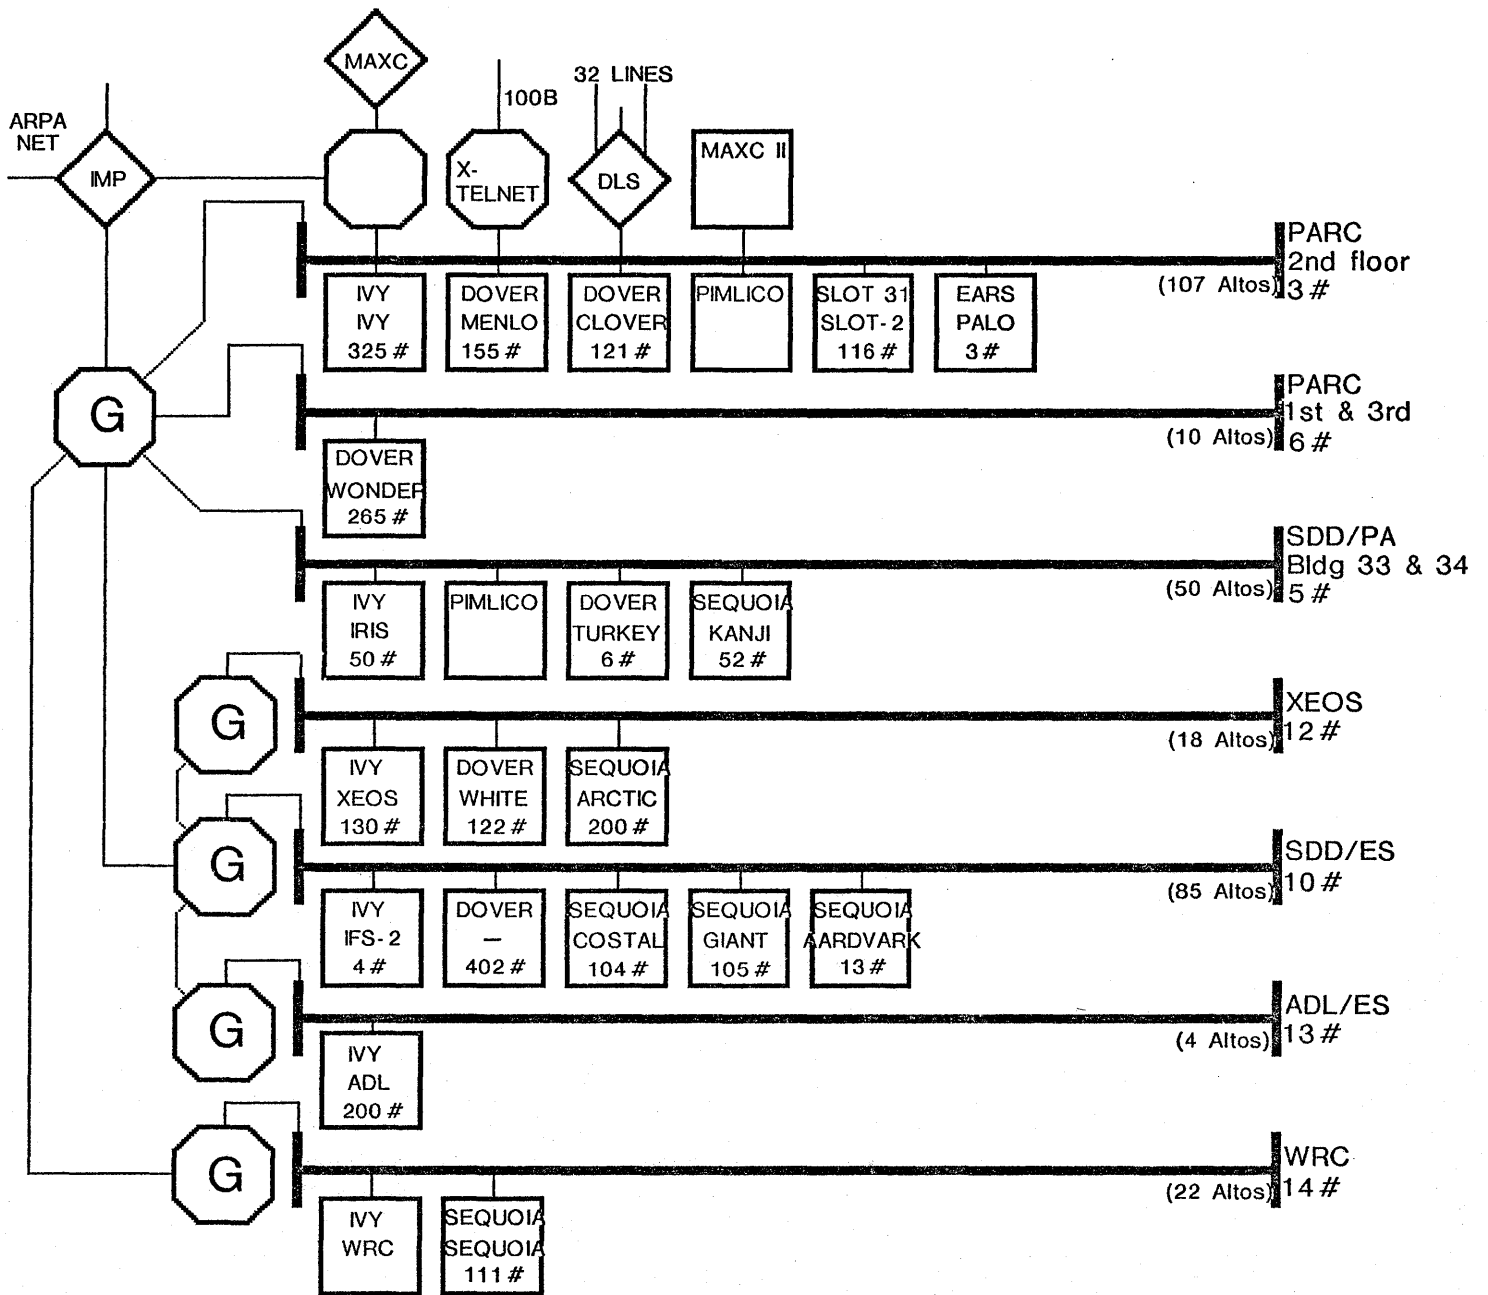 MAXC
32 LINES
100B
ARPA
NET
IMP
X-
TELNET
DLS
MAXC II
PARC
2nd floor
(107 Altos)
3#
IVY
IVY
325#
DOVER
MENLO
155#
DOVER
CLOVER
121#
PIMLICO
SLOT 31
SLOT-2
116#
EARS
PALO
3#
G
PARC
1st & 3rd
(10 Altos)
6#
DOVER
WONDER
265#
SDD/PA
Bldg 33 & 34
(50 Altos)
5#
IVY
IRIS
50#
PIMLICO
DOVER
TURKEY
6#
SEQUOIA
KANJI
52#
G
XEOS
12#
(18 Altos)
IVY
XEOS
130#
DOVER
WHITE
122#
SEQUOIA
ARCTIC
200#
G
SDD/ES
10#
(85 Altos)
IVY
IFS-2
4#
DOVER
—
402#
SEQUOIA
COSTAL
104#
SEQUOIA
GIANT
105#
SEQUOIA
AARDVARK
13#
G
ADL/ES
13#
(4 Altos)
IVY
ADL
200#
G
WRC
14#
(22 Altos)
IVY
WRC
SEQUOIA
SEQUOIA
111#